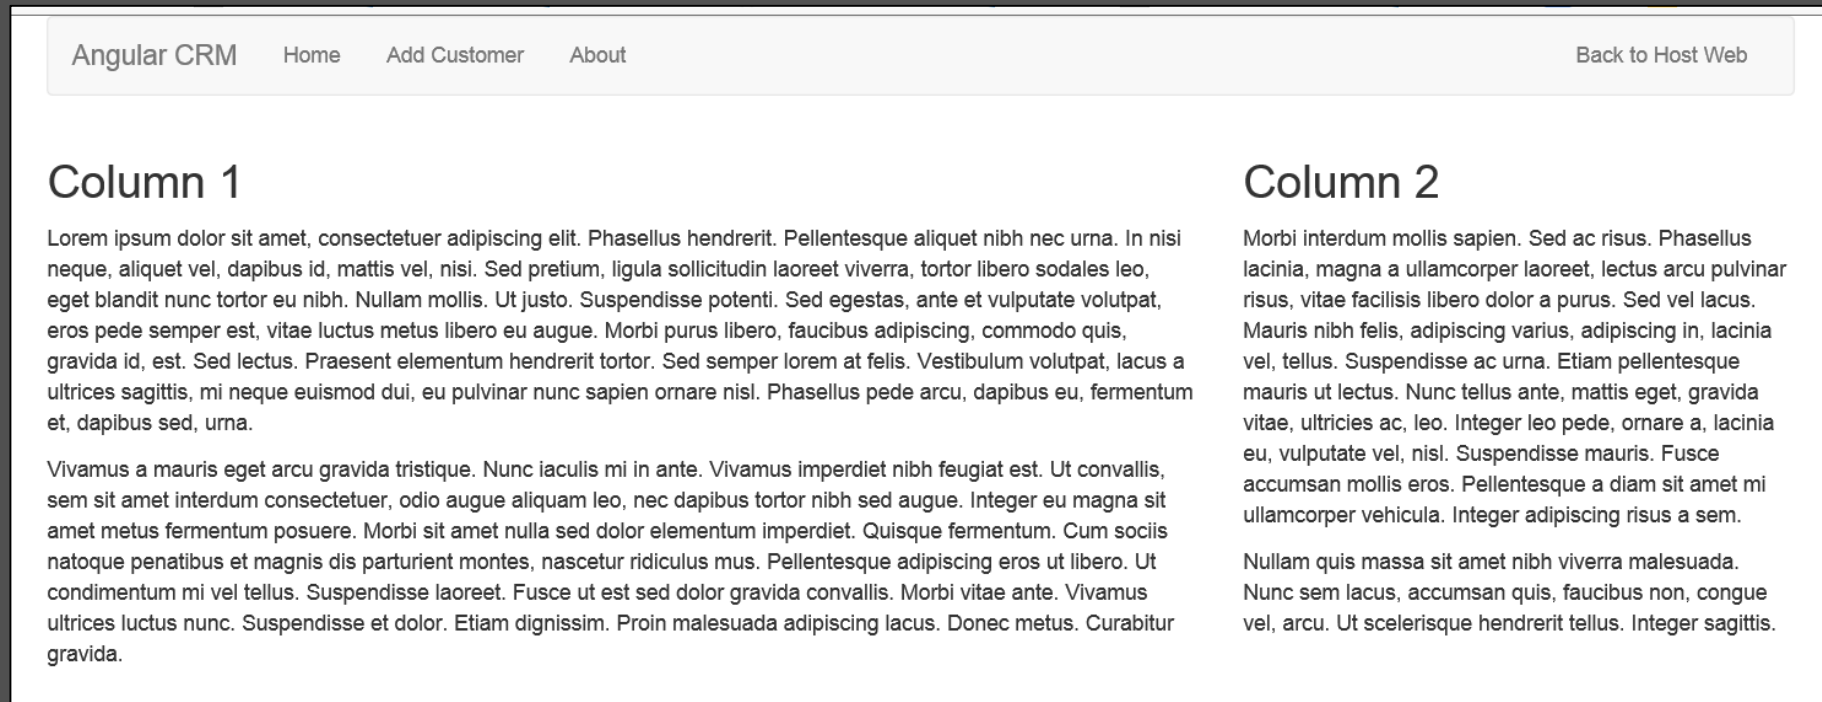 Angular CRM Home Add Customer About Back to Host Web
Column 1
Lorem ipsum dolor sit amet, consectetuer adipiscing elit. Phasellus hendrerit. Pellentesque aliquet nibh nec urna. In nisi
neque, aliquet vel, dapibus id, mattis vel, nisi. Sed pretium, ligula sollicitudin laoreet viverra, tortor libero sodales leo,
eget blandit nunc tortor eu nibh. Nullam mollis. Ut justo. Suspendisse potenti. Sed egestas, ante et vulputate volutpat,
eros pede semper est, vitae luctus metus libero eu augue. Morbi purus libero, faucibus adipiscing, commodo quis,
gravida id, est. Sed lectus. Praesent elementum hendrerit tortor. Sed semper lorem at felis. Vestibulum volutpat, lacus a
ultrices sagittis, mi neque euismod dui, eu pulvinar nunc sapien ornare nisl. Phasellus pede arcu, dapibus eu, fermentum
et, dapibus sed, urna.
Vivamus a mauris eget arcu gravida tristique. Nunc iaculis mi in ante. Vivamus imperdiet nibh feugiat est. Ut convallis,
sem sit amet interdum consectetuer, odio augue aliquam leo, nec dapibus tortor nibh sed augue. Integer eu magna sit
amet metus fermentum posuere. Morbi sit amet nulla sed dolor elementum imperdiet. Quisque fermentum. Cum sociis
natoque penatibus et magnis dis parturient montes, nascetur ridiculus mus. Pellentesque adipiscing eros ut libero. Ut
condimentum mi vel tellus. Suspendisse laoreet. Fusce ut est sed dolor gravida convallis. Morbi vitae ante. Vivamus
ultrices luctus nunc. Suspendisse et dolor. Etiam dignissim. Proin malesuada adipiscing lacus. Donec metus. Curabitur
gravida.
Column 2
Morbi interdum mollis sapien. Sed ac risus. Phasellus
lacinia, magna a ullamcorper laoreet, lectus arcu pulvinar
risus, vitae facilisis libero dolor a purus. Sed vel lacus.
Mauris nibh felis, adipiscing varius, adipiscing in, lacinia
vel, tellus. Suspendisse ac urna. Etiam pellentesque
mauris ut lectus. Nunc tellus ante, mattis eget, gravida
vitae, ultricies ac, leo. Integer leo pede, ornare a, lacinia
eu, vulputate vel, nisl. Suspendisse mauris. Fusce
accumsan mollis eros. Pellentesque a diam sit amet mi
ullamcorper vehicula. Integer adipiscing risus a sem.
Nullam quis massa sit amet nibh viverra malesuada.
Nunc sem lacus, accumsan quis, faucibus non, congue
vel, arcu. Ut scelerisque hendrerit tellus. Integer sagittis.